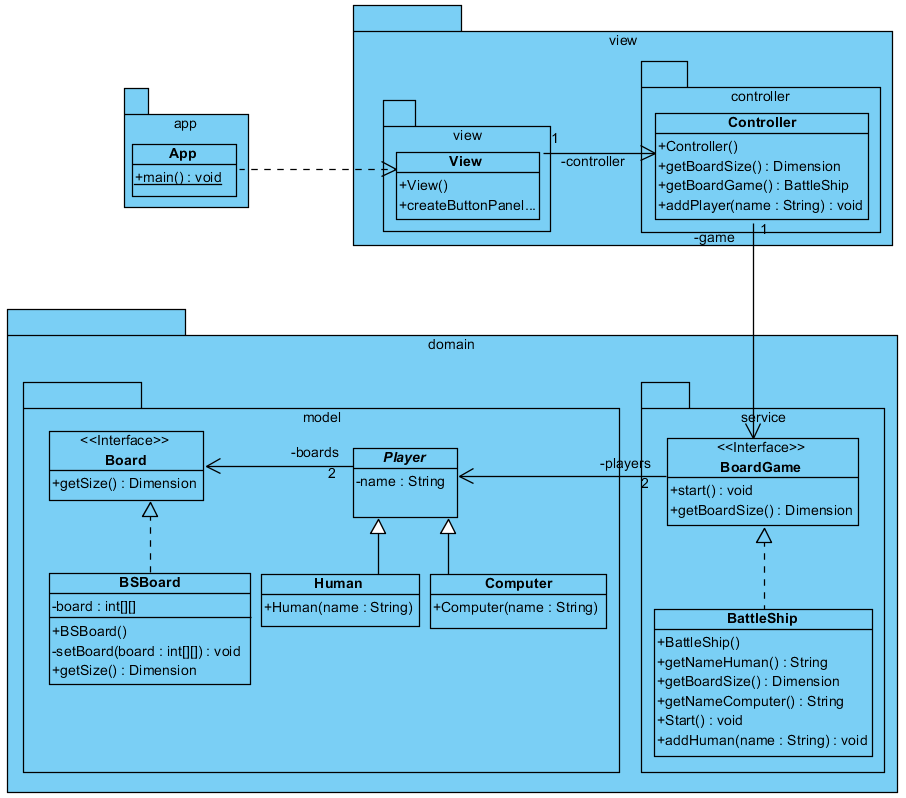 view
controller
Controller
+Controller()
+getBoardSize() : Dimension
+getBoardGame() : BattleShip
+addPlayer(name : String) : void
app
App
+main() : void
view
View
+View()
+createButtonPanel...
1
-controller
1
-game
domain
model
<<Interface>>
Board
+getSize() : Dimension
-boards
2
Player
-name : String
-players
2
BSBoard
-board : int[][]
+BSBoard()
-setBoard(board : int[][]) : void
+getSize() : Dimension
Human
+Human(name : String)
Computer
+Computer(name : String)
service
<<Interface>>
BoardGame
+start() : void
+getBoardSize() : Dimension
BattleShip
+BattleShip()
+getNameHuman() : String
+getBoardSize() : Dimension
+getNameComputer() : String
+Start() : void
+addHuman(name : String) : void